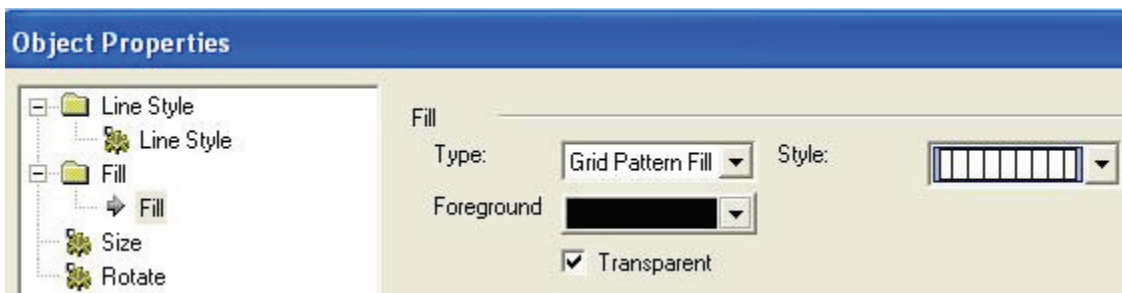 Object Properties
Line Style
Line Style
Fill
Fill
Size
Rotate
Fill
Type:
Grid Pattern Fill
Style:
Foreground
Transparent